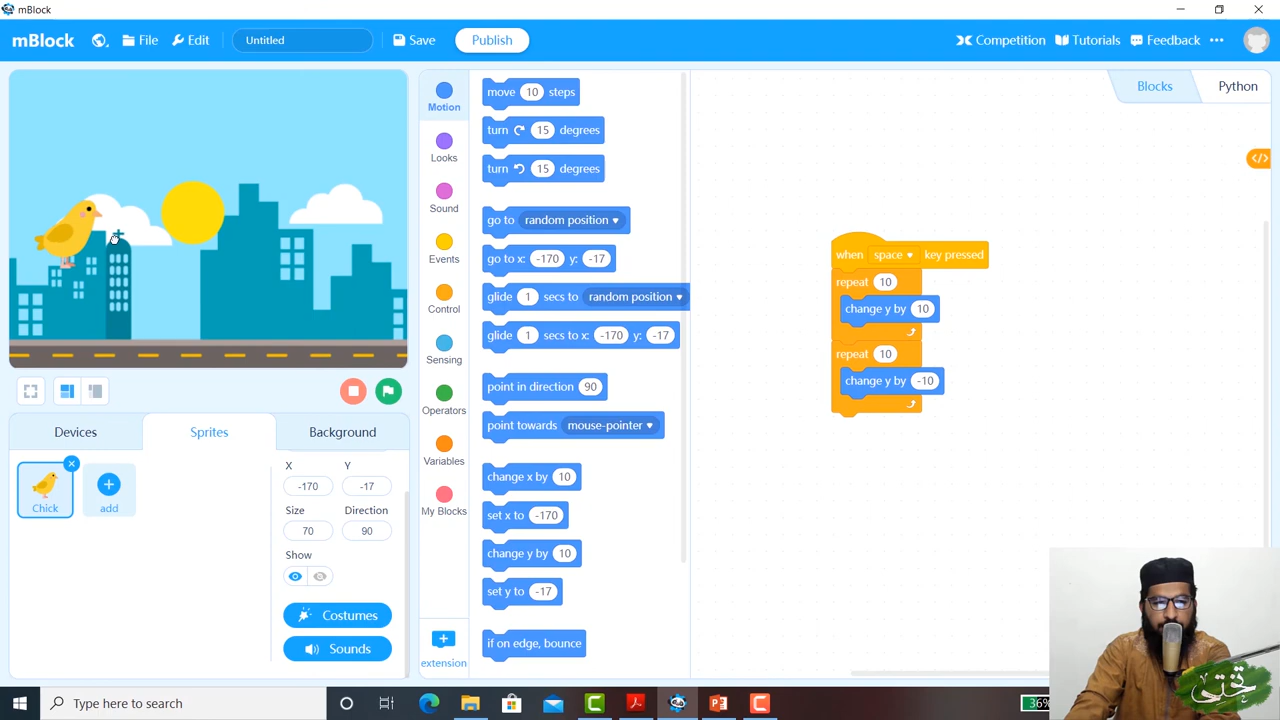 mBlock
mBlock
File
Edit
Untitled
Save
Publish
Competition
Tutorials
Feedback
Motion
Looks
Sound
Events
Control
Sensing
Operators
Variables
My Blocks
extension
move 10 steps
turn 15 degrees
turn 15 degrees
go to random position
go to x: -170 y: -17
glide 1 secs to random position
glide 1 secs to x: -170 y: -17
point in direction 90
point towards mouse-pointer
change x by 10
set x to -170
change y by 10
set y to -17
if on edge, bounce
Blocks
Python
</>
when space key pressed
repeat 10
change y by 10
repeat 10
change y by -10
Devices
Sprites
Background
Chick
add
X
Y
-170
-17
Size
Direction
70
90
Show
Costumes
Sounds
Type here to search
36%
تختی